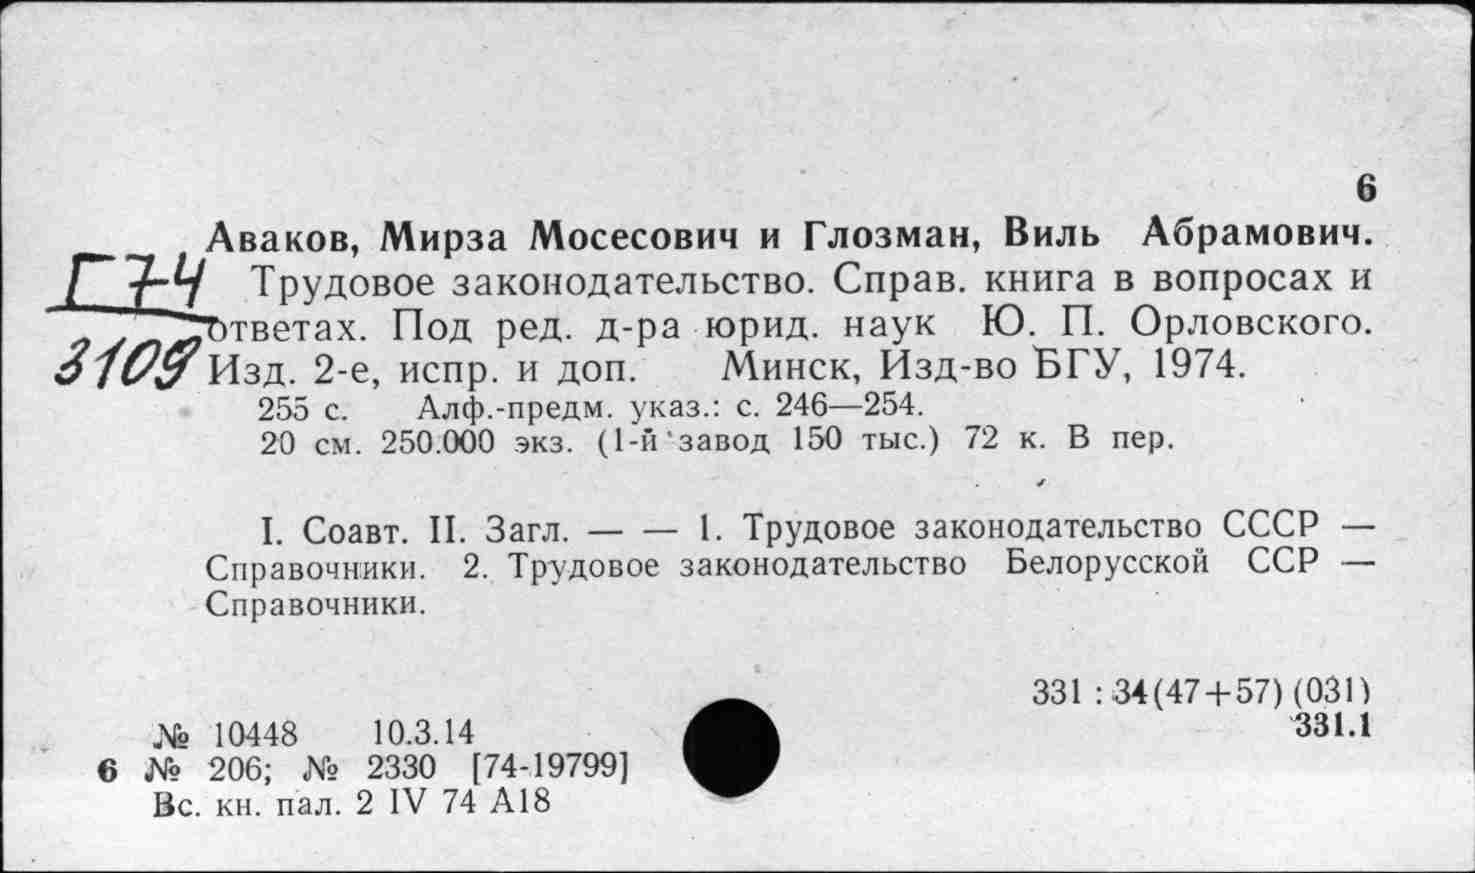 6
Аваков, Мирза Мосесович и Глозман, Виль Абрамович.
Г7-4 Трудовое законодательство. Справ. книга в вопросах и
ответах. Под ред. д-ра юрид. наук Ю. П. Орловского.
3109 Изд. 2-е, испр. и доп. Минск, Изд-во БГУ, 1974.
255 с. Алф.-предм. указ.: с. 246—254.
20 см. 250.000 экз. (1-й завод 150 тыс.) 72 к. В пер.
I. Соавт. II. Загл. — — 1. Трудовое законодательство СССР —
Справочники. 2. Трудовое законодательство Белорусской ССР —
Справочники.
331 : 34(47+57) (031)
331.1
№ 10448 10.3.14
6 № 206; № 2330 [74-19799]
Вс. кн. пал. 2 IV 74 А18